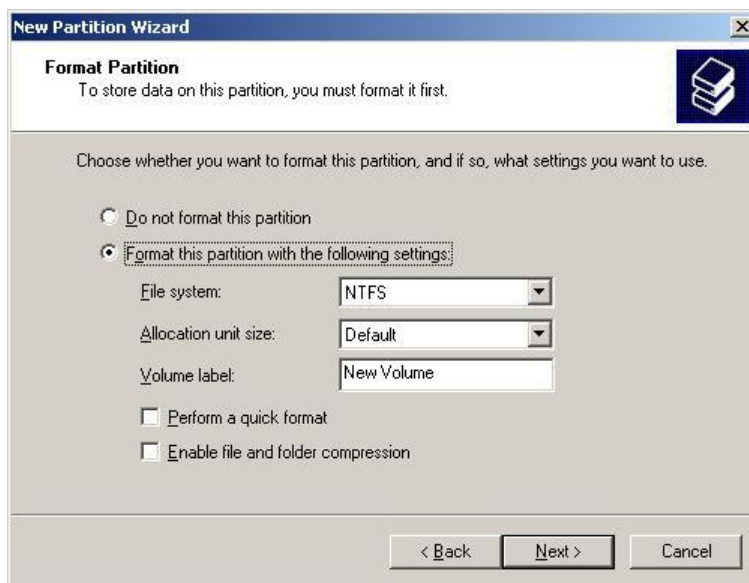 New Partition Wizard
Format Partition
To store data on this partition, you must format it first.
Choose whether you want to format this partition, and if so, what settings you want to use.
Do not format this partition
Format this partition with the following settings:
File system:
NTFS
Allocation unit size:
Default
Volume label:
New Volume
Perform a quick format
Enable file and folder compression
< Back
Next >
Cancel